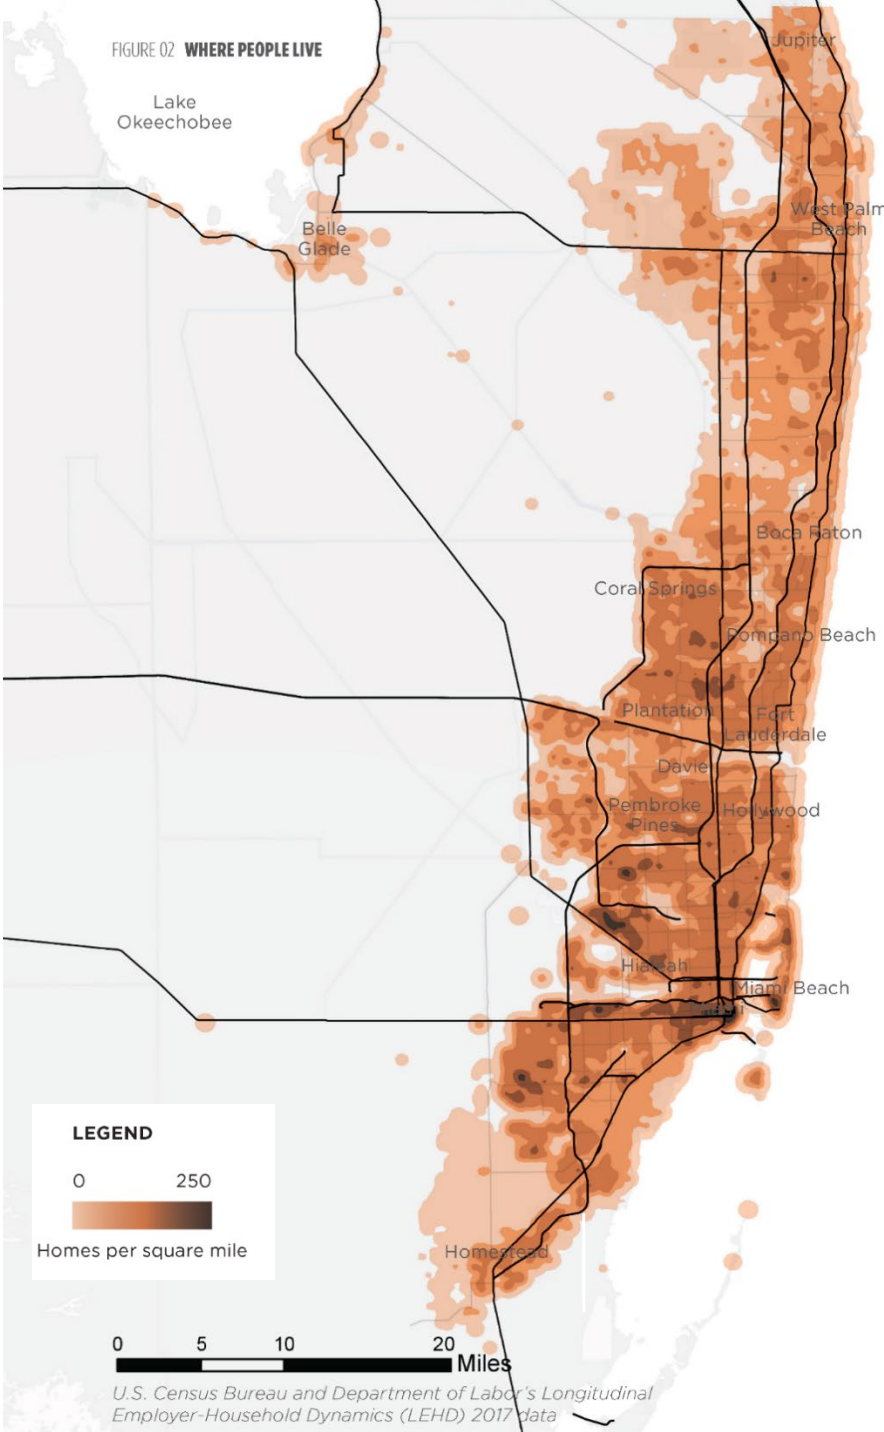 FIGURE 02 WHERE PEOPLE LIVE
Jupiter
Lake
Okeechobee
West Palm
Beach
Belle
Glade
Boca Raton
Coral Springs
Pompano Beach
Plantation
Fort
Lauderdale
Davie
Pembroke
Pines
Hollywood
Hialeah
Miami Beach
Miami
LEGEND
0 250
Homes per square mile
Homestead
0 5 10 20
Miles
U.S. Census Bureau and Department of Labor's Longitudinal
Employer-Household Dynamics (LEHD) 2017 data